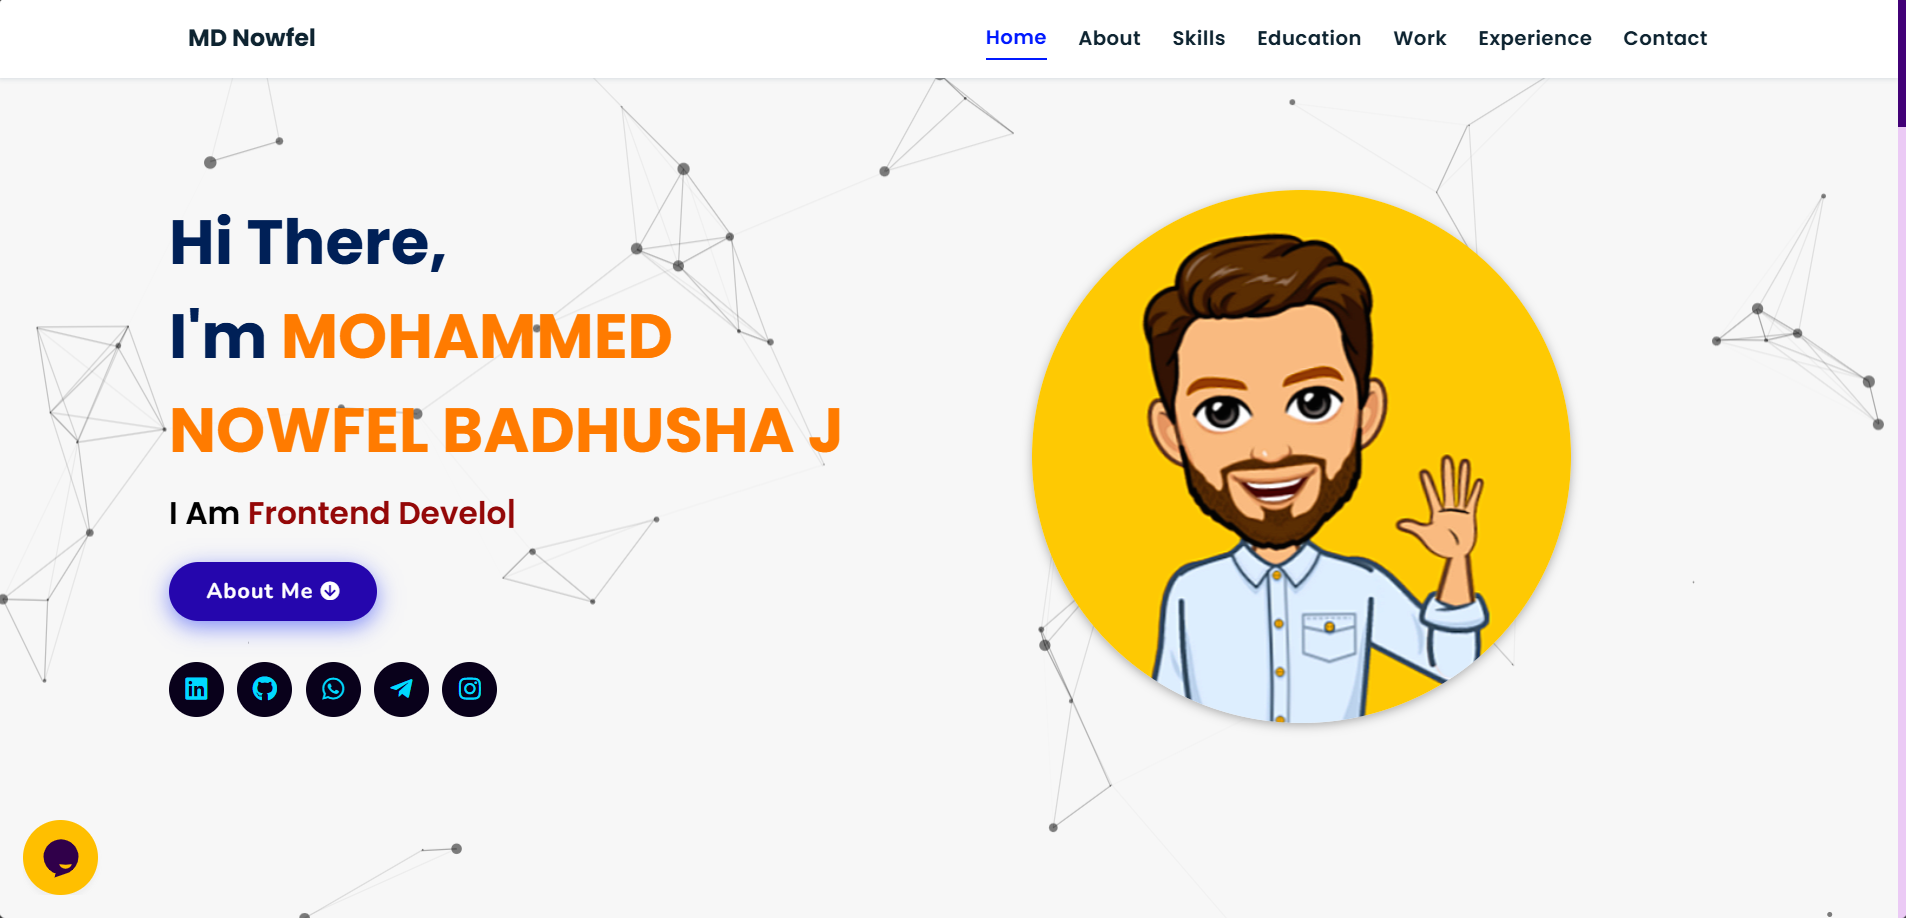 MD Nowfel
Home About Skills Education Work Experience Contact
Hi There,
I'm MOHAMMED
NOWFEL BADHUSHA J
I Am Frontend Develo|
About Me